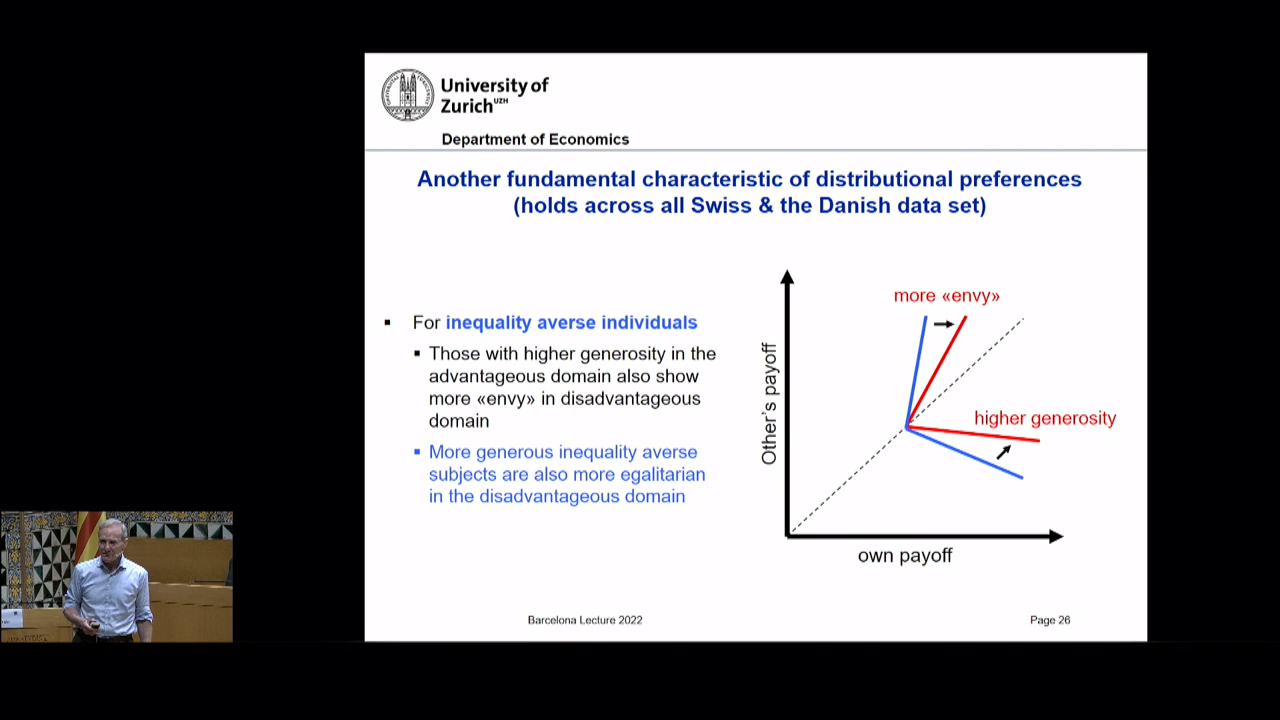 University of
Zurich UZH
Department of Economics
Another fundamental characteristic of distributional preferences
(holds across all Swiss & the Danish data set)
▪ For inequality averse individuals
▪ Those with higher generosity in the
advantageous domain also show
more «envy» in disadvantageous
domain
▪ More generous inequality averse
subjects are also more egalitarian
in the disadvantageous domain
more «envy»
higher generosity
Other's payoff
own payoff
Barcelona Lecture 2022
Page 26